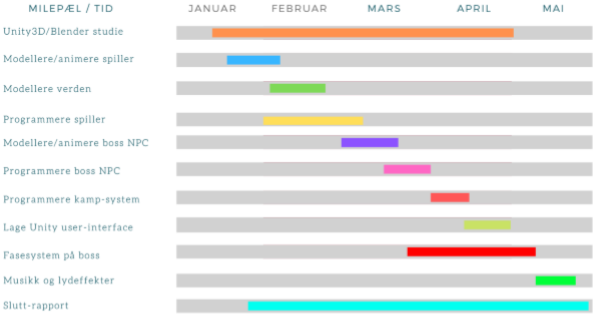 MILEPÆL / TID JANUAR FEBRUAR MARS APRIL MAI
Unity3D/Blender studie
Modellere/animere spiller
Modellere verden
Programmere spiller
Modellere/animere boss NPC
Programmere boss NPC
Programmere kamp-system
Lage Unity user-interface
Fasesystem på boss
Musikk og lydeffekter
Slutt-rapport